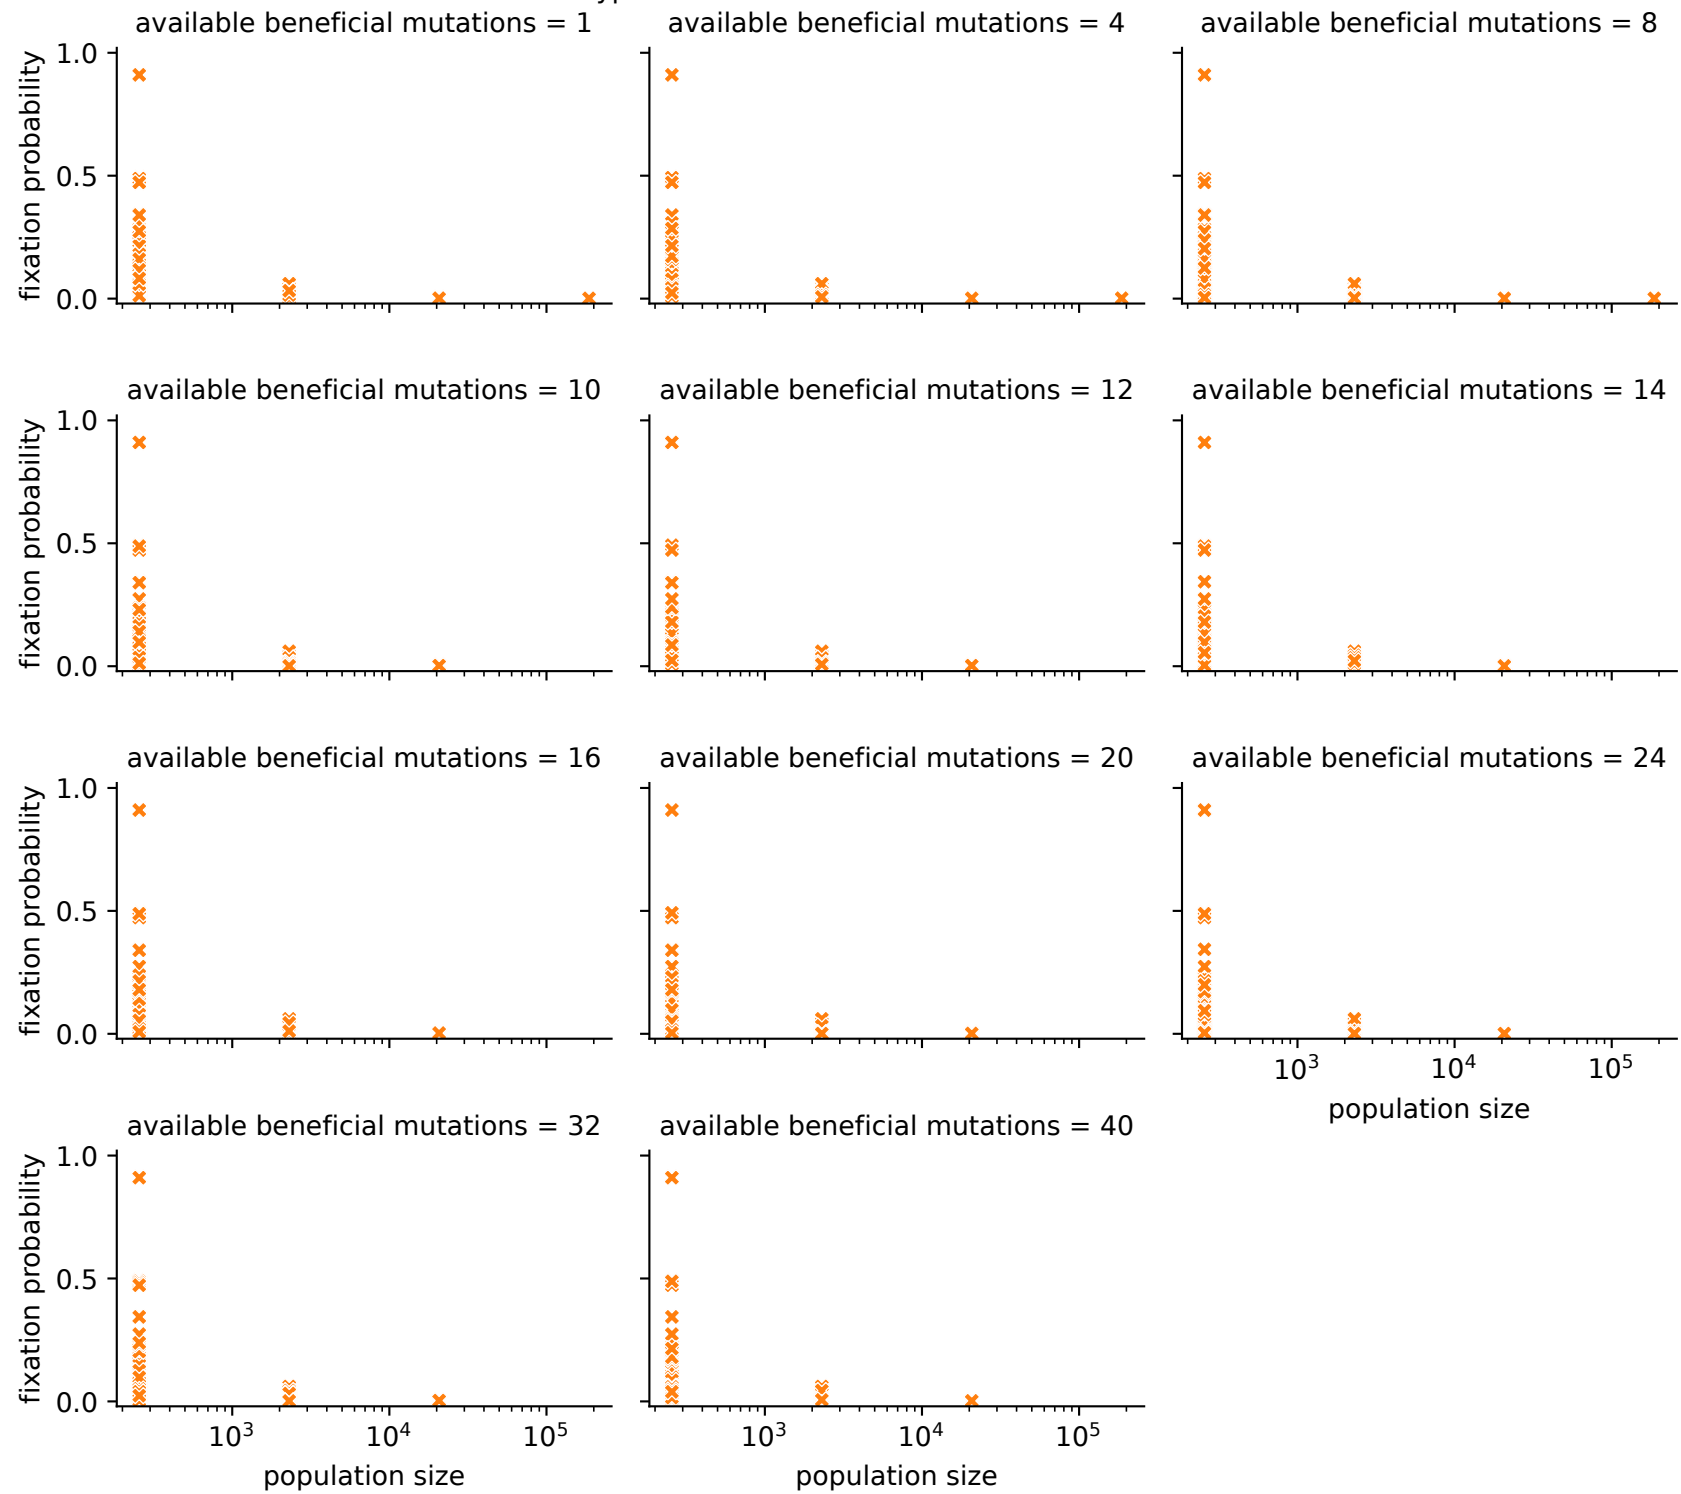 available beneficial mutations = 1
available beneficial mutations = 4
available beneficial mutations = 8
fixation probability
1.0
0.5
0.0
available beneficial mutations = 10
available beneficial mutations = 12
available beneficial mutations = 14
fixation probability
1.0
0.5
0.0
available beneficial mutations = 16
available beneficial mutations = 20
available beneficial mutations = 24
fixation probability
1.0
0.5
0.0
10³ 10⁴ 10⁵
population size
available beneficial mutations = 32
available beneficial mutations = 40
fixation probability
1.0
0.5
0.0
10³ 10⁴ 10⁵
population size
10³ 10⁴ 10⁵
population size